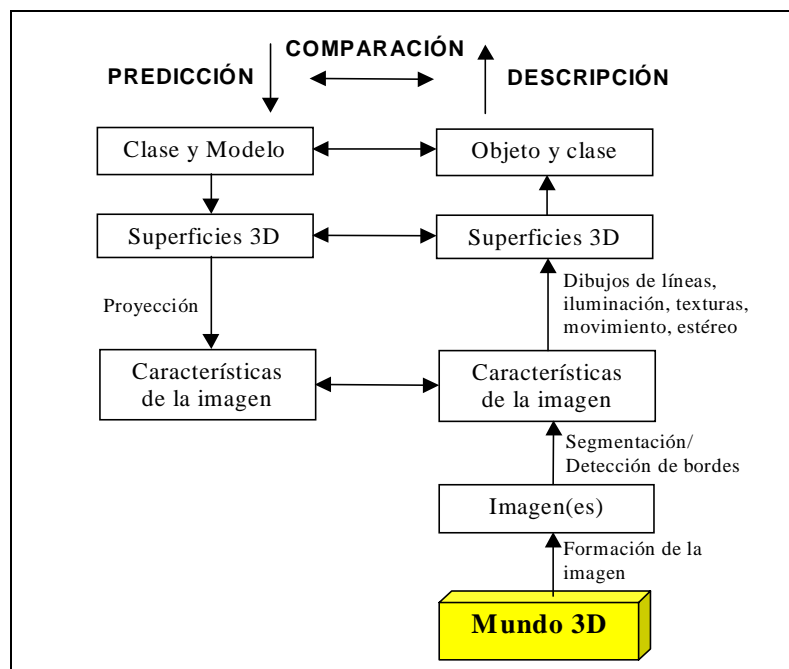 COMPARACIÓN
PREDICCIÓN
DESCRIPCIÓN
Clase y Modelo
Objeto y clase
Superficies 3D
Superficies 3D
Proyección
Dibujos de líneas,
iluminación, texturas,
movimiento, estéreo
Características
de la imagen
Características
de la imagen
Segmentación/
Detección de bordes
Imagen(es)
Formación de la
imagen
Mundo 3D